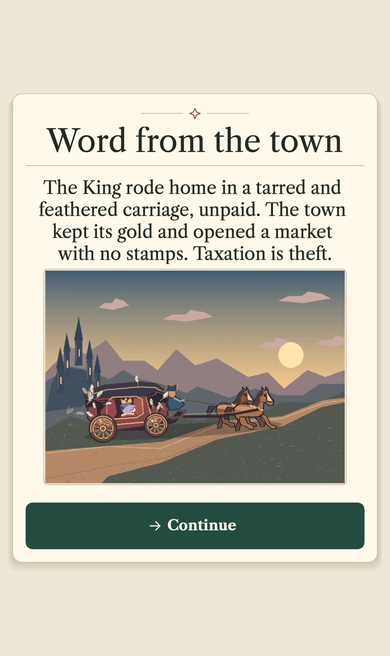 Word from the town
The King rode home in a tarred and
feathered carriage, unpaid. The town
kept its gold and opened a market
with no stamps. Taxation is theft.
→ Continue